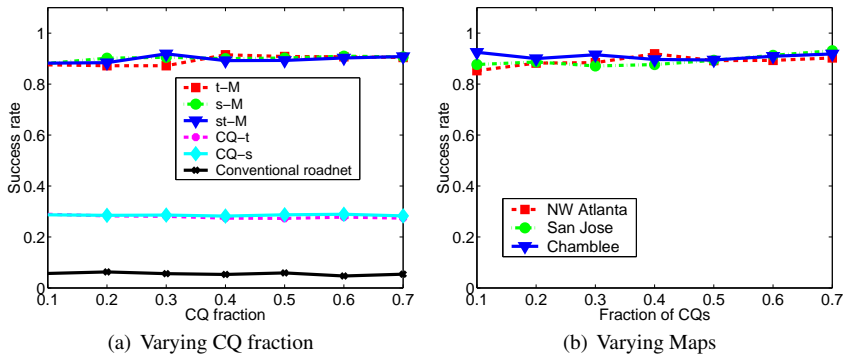 1
0.8
0.6
0.4
0.2
0
Success rate
t−M
s−M
st−M
CQ−t
CQ−s
Conventional roadnet
0.1 0.2 0.3 0.4 0.5 0.6 0.7
CQ fraction
(a) Varying CQ fraction
1
0.8
0.6
0.4
0.2
0
Success rate
NW Atlanta
San Jose
Chamblee
0.1 0.2 0.3 0.4 0.5 0.6 0.7
Fraction of CQs
(b) Varying Maps